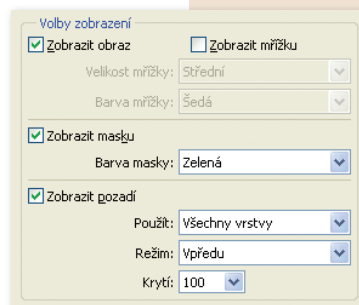 Volby zobrazení
Zobrazit obraz Zobrazit mřížku
Velikost mřížky: Střední
Barva mřížky: Šedá
Zobrazit masku
Barva masky: Zelená
Zobrazit pozadí
Použít: Všechny vrstvy
Režim: Vpředu
Krytí: 100